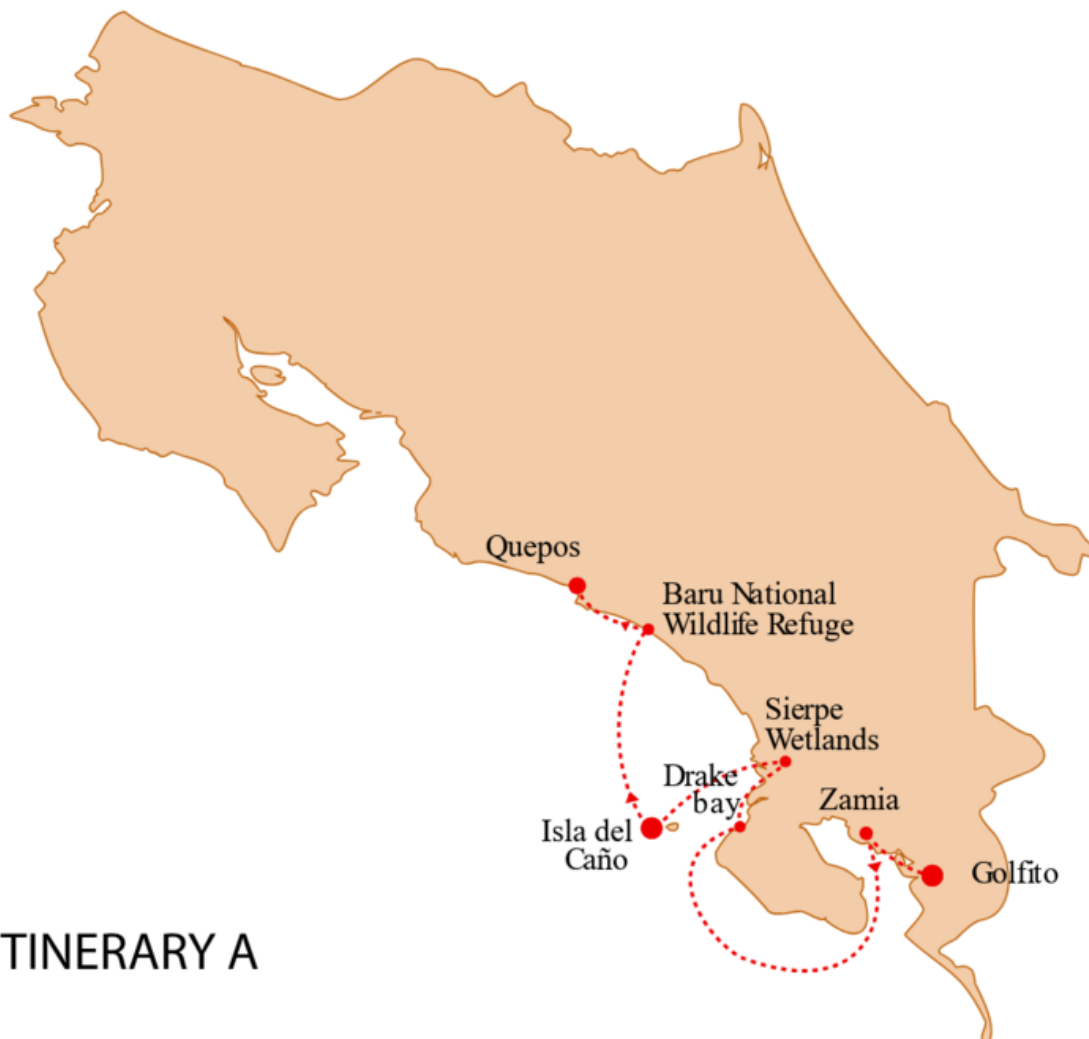 Quepos
Baru National
Wildlife Refuge
Sierpe
Wetlands
Drake
bay
Zamia
Isla del
Caño
Golfito
TINERARY A